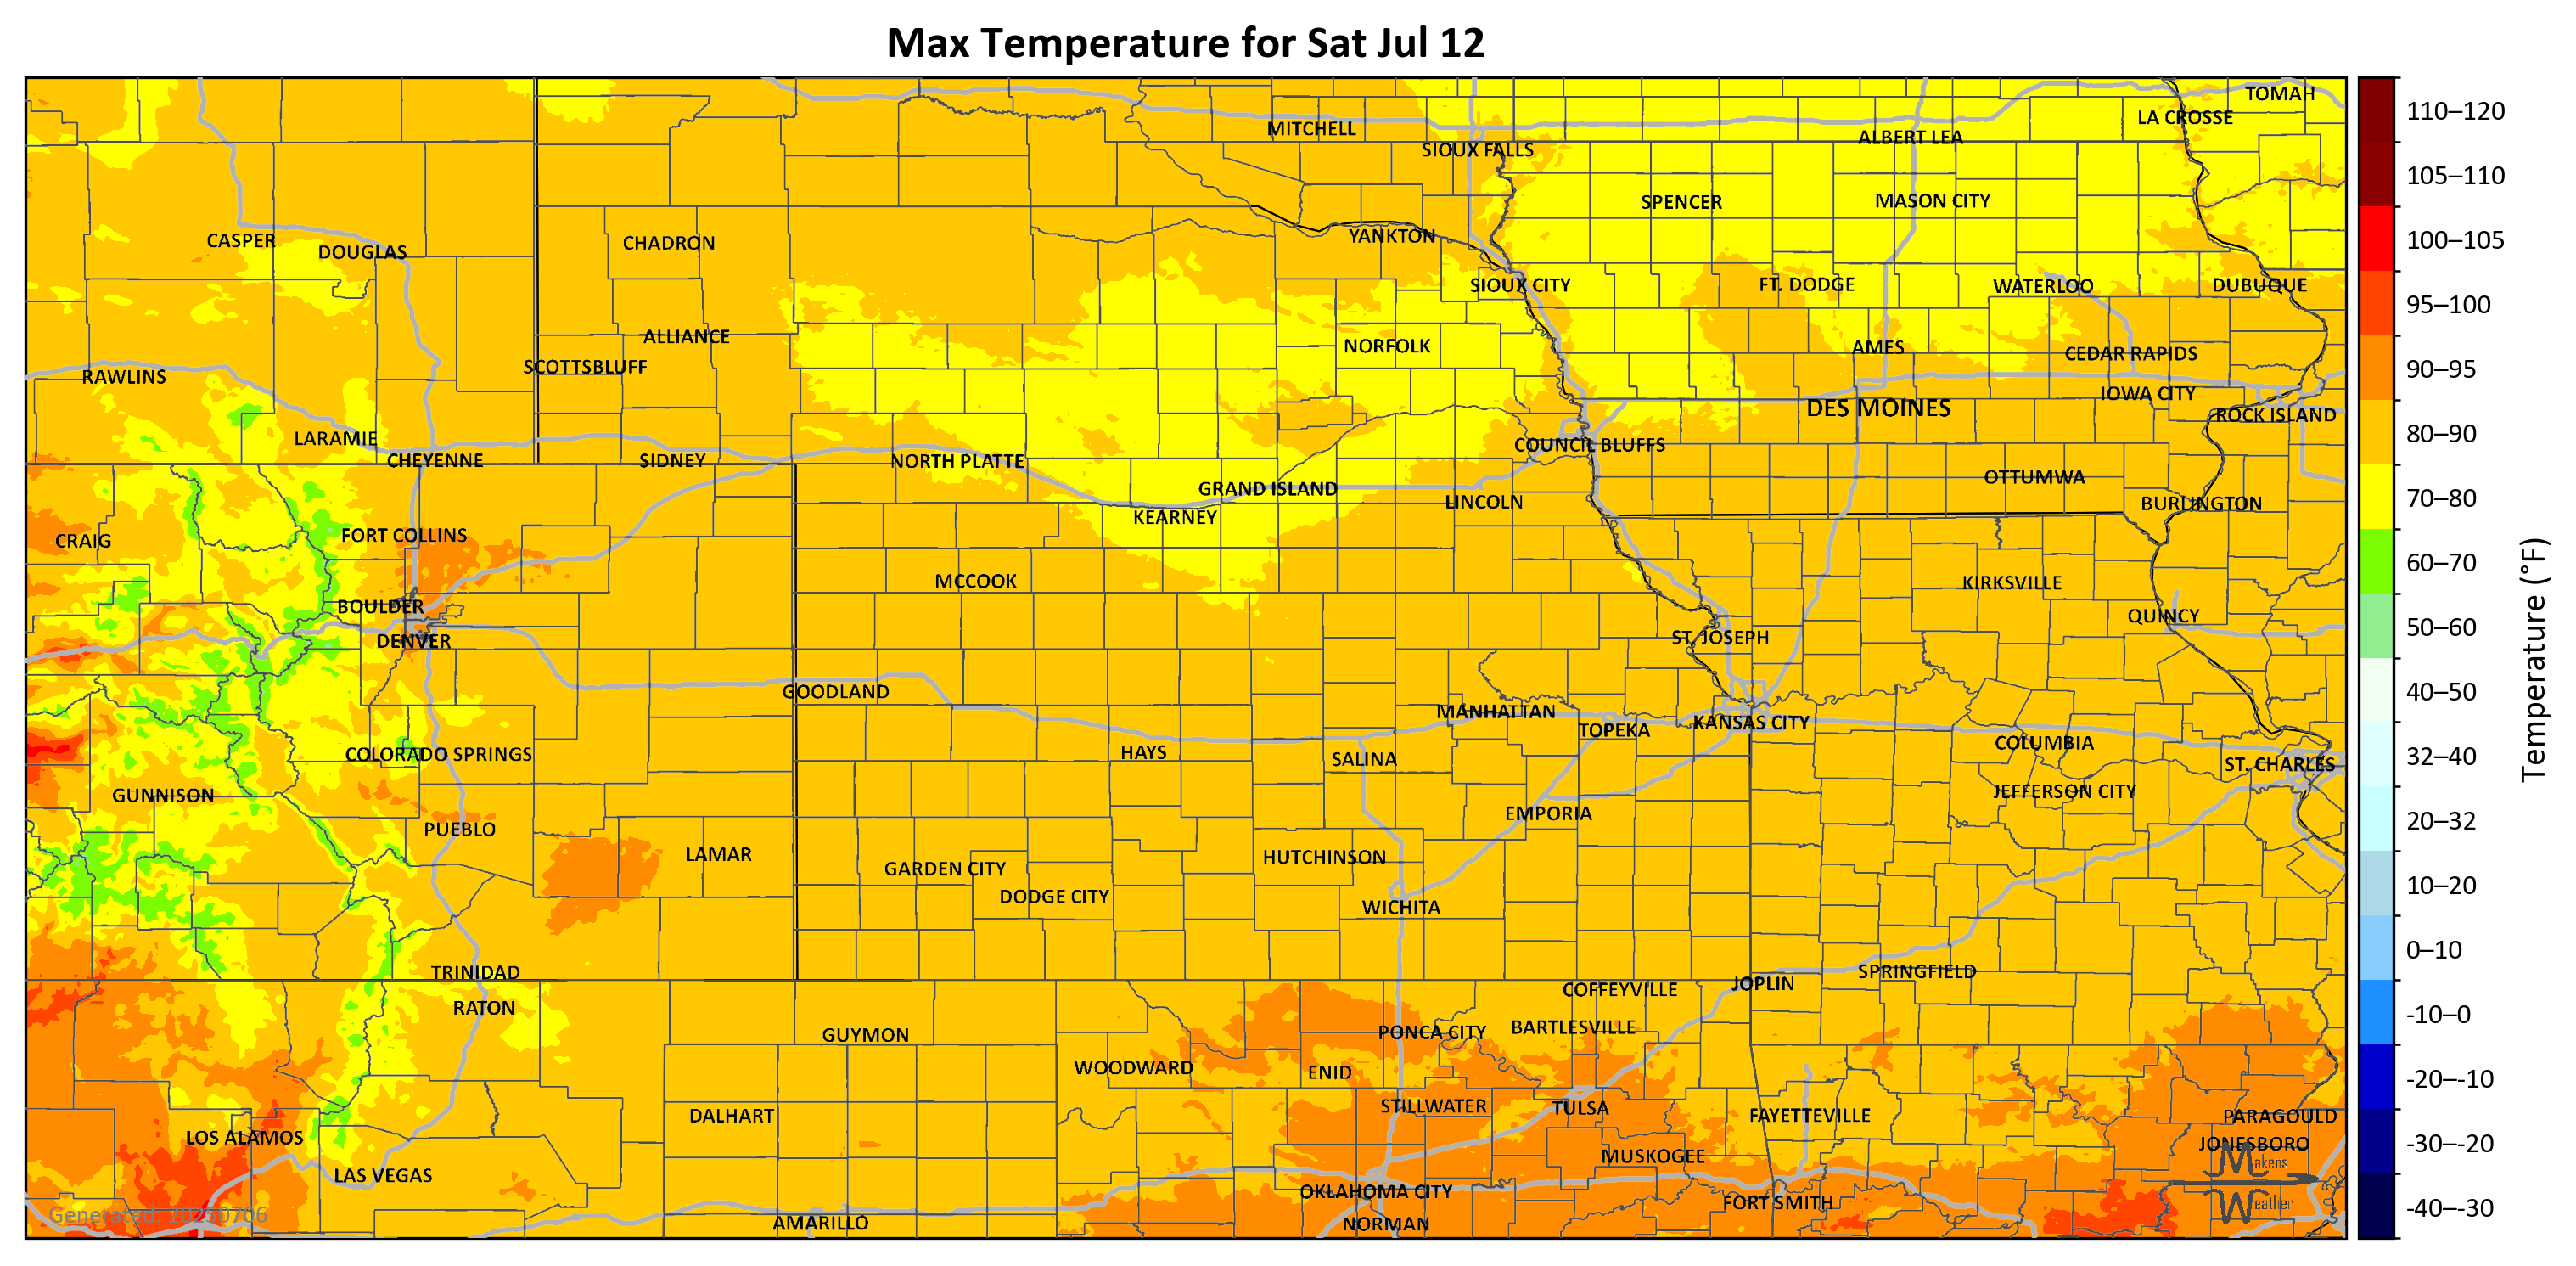 Max Temperature for Sat Jul 12
TOMAH
LA CROSSE
MITCHELL
ALBERT LEA
SIOUX FALLS
SPENCER
MASON CITY
CASPER
DOUGLAS
CHADRON
YANKTON
SIOUX CITY
FT. DODGE
WATERLOO
DUBUQUE
ALLIANCE
NORFOLK
AMES
CEDAR RAPIDS
SCOTTSBLUFF
RAWLINS
IOWA CITY
DES MOINES
ROCK ISLAND
LARAMIE
COUNCIL BLUFFS
CHEYENNE
SIDNEY
NORTH PLATTE
OTTUMWA
GRAND ISLAND
LINCOLN
BURLINGTON
KEARNEY
FORT COLLINS
CRAIG
MCCOOK
KIRKSVILLE
BOULDER
QUINCY
DENVER
ST. JOSEPH
GOODLAND
MANHATTAN
KANSAS CITY
TOPEKA
COLUMBIA
COLORADO SPRINGS
HAYS
SALINA
ST. CHARLES
GUNNISON
JEFFERSON CITY
EMPORIA
PUEBLO
LAMAR
HUTCHINSON
GARDEN CITY
DODGE CITY
WICHITA
TRINIDAD
SPRINGFIELD
JOPLIN
COFFEYVILLE
RATON
BARTLESVILLE
GUYMON
PONCA CITY
WOODWARD
ENID
STILLWATER
TULSA
DALHART
FAYETTEVILLE
PARAGOULD
LOS ALAMOS
JONESBORO
MUSKOGEE
LAS VEGAS
OKLAHOMA CITY
FORT SMITH
AMARILLO
NORMAN
Generated: 20250706
Makens
Weather
110–120
105–110
100–105
95–100
90–95
80–90
70–80
60–70
50–60
40–50
32–40
20–32
10–20
0–10
-10–0
-20–-10
-30–-20
-40–-30
Temperature (°F)